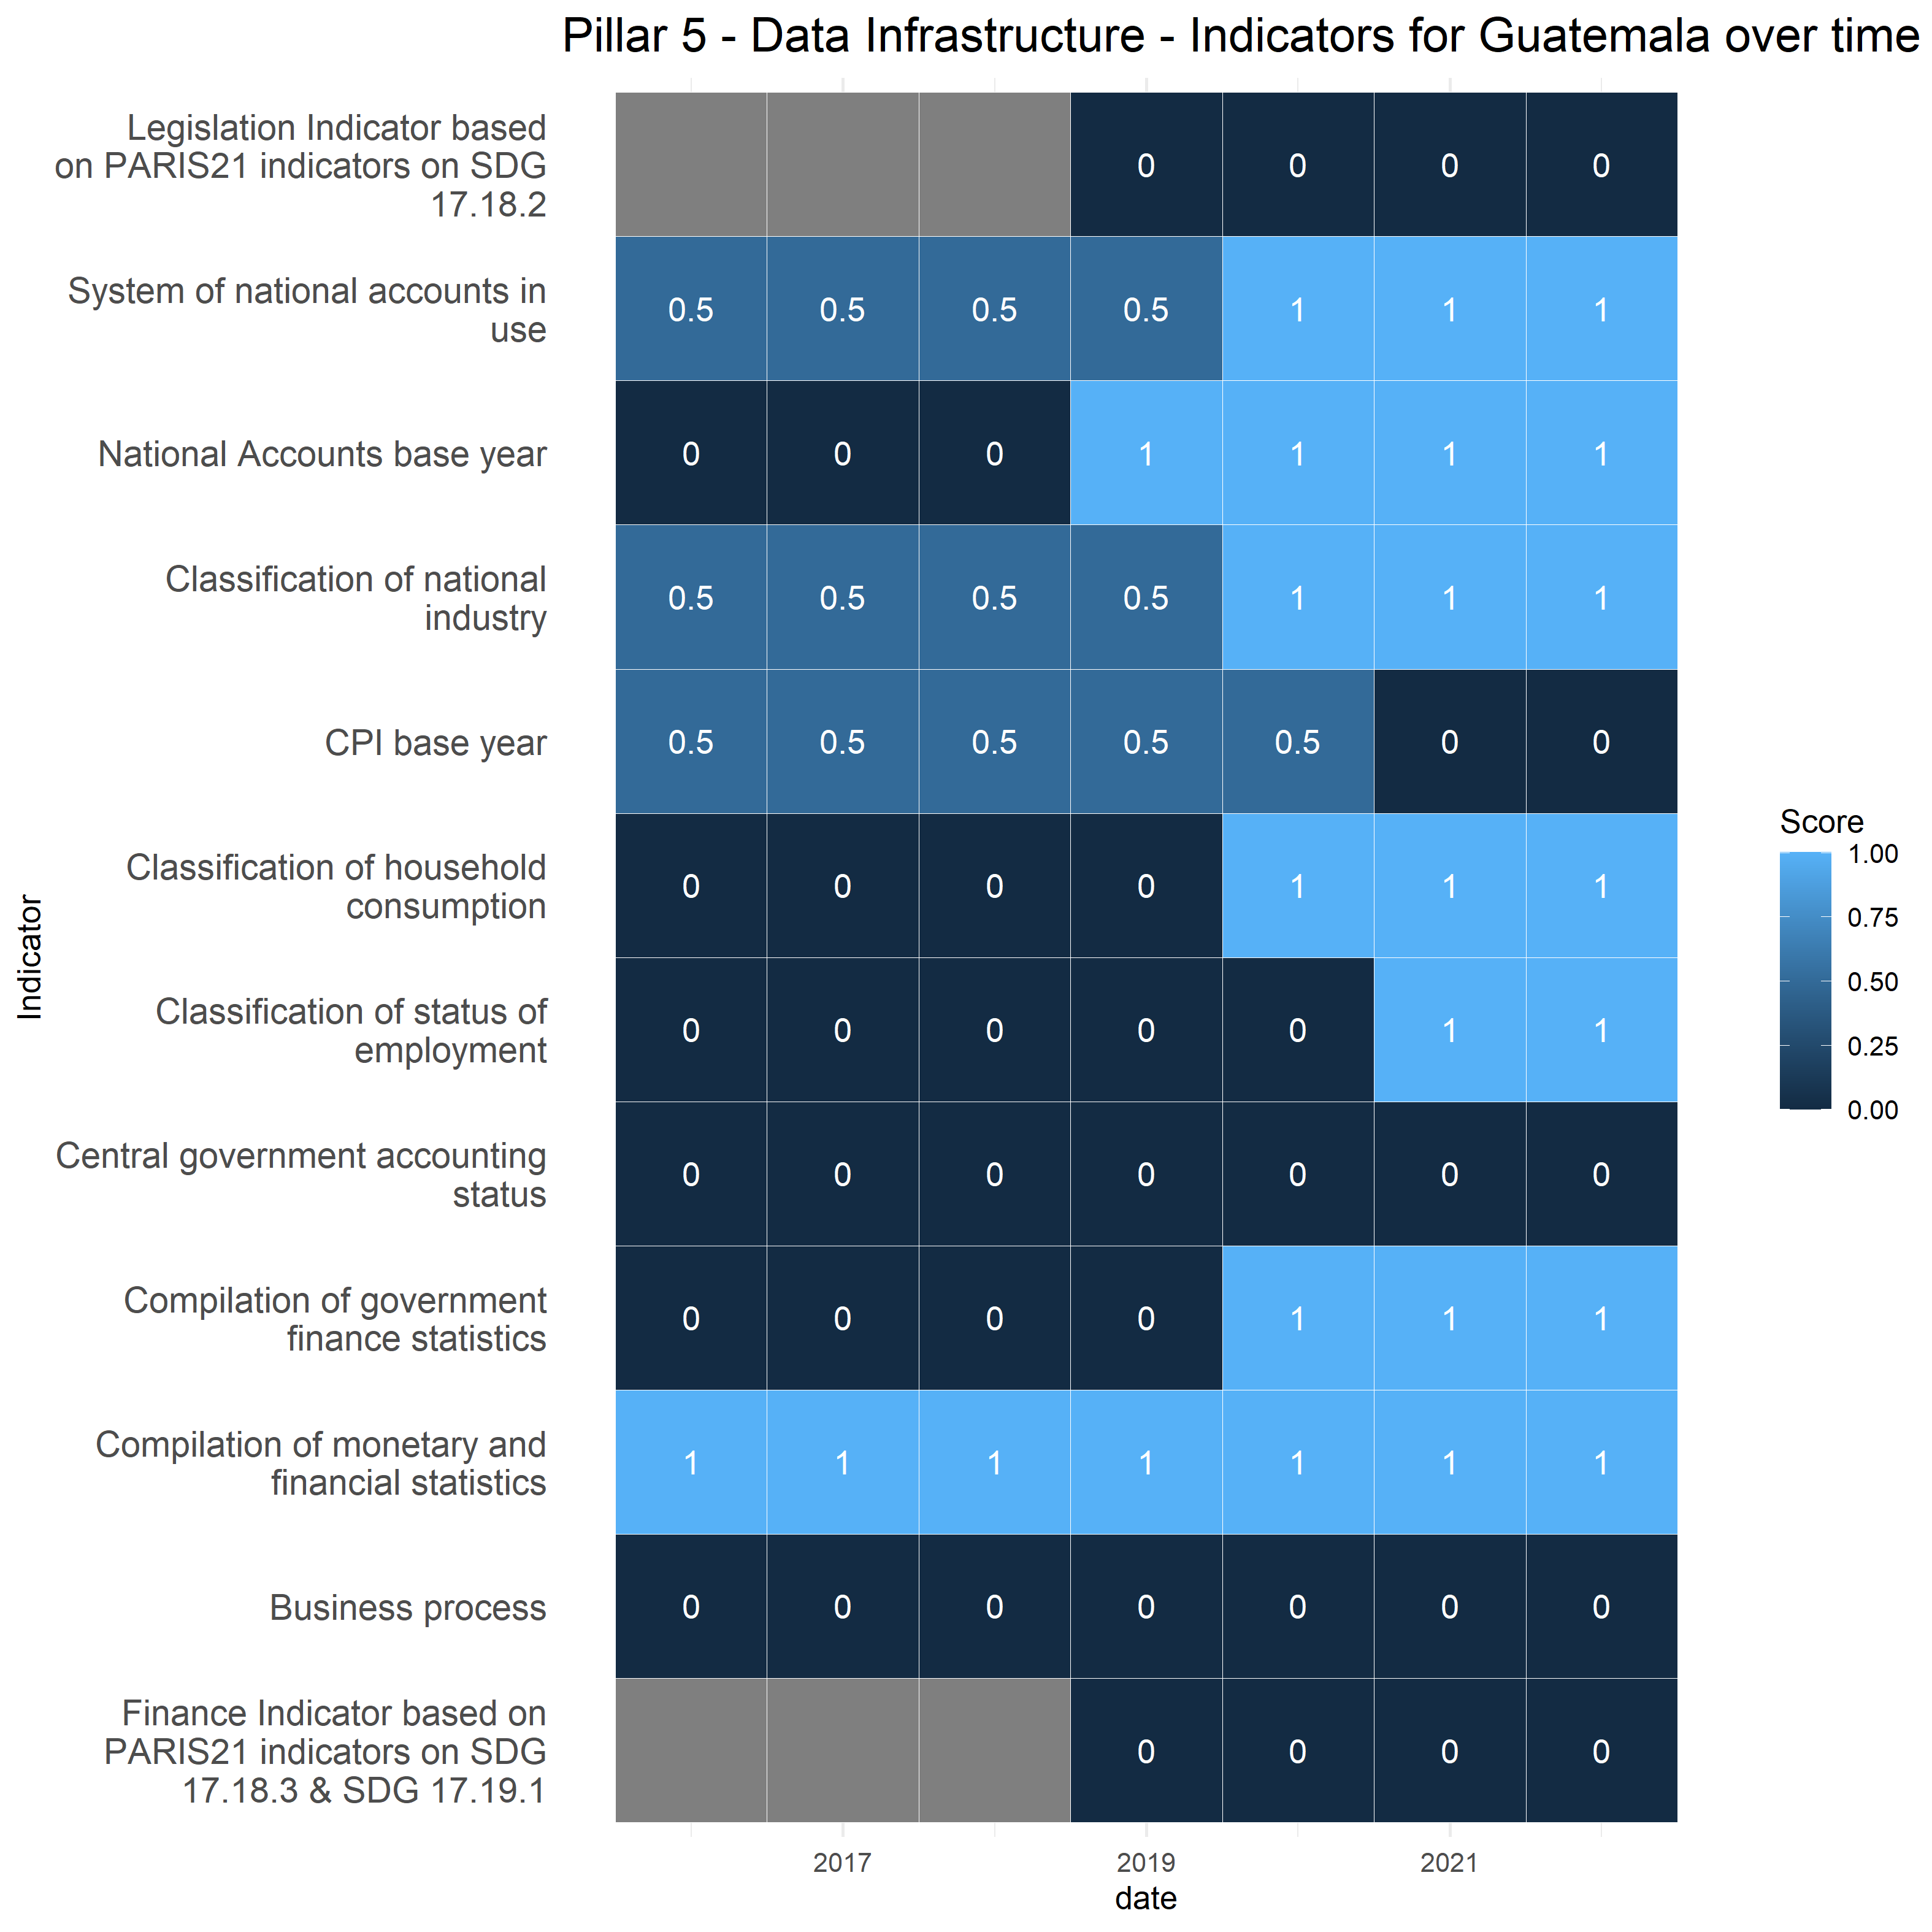 Pillar 5 - Data Infrastructure - Indicators for Guatemala over time
Indicator
Legislation Indicator based
on PARIS21 indicators on SDG
17.18.2
0 0 0 0
System of national accounts in
use
0.5 0.5 0.5 0.5 1 1 1
National Accounts base year
0 0 0 1 1 1 1
Classification of national
industry
0.5 0.5 0.5 0.5 1 1 1
CPI base year
0.5 0.5 0.5 0.5 0.5 0 0
Classification of household
consumption
0 0 0 0 1 1 1
Classification of status of
employment
0 0 0 0 0 1 1
Central government accounting
status
0 0 0 0 0 0 0
Compilation of government
finance statistics
0 0 0 0 1 1 1
Compilation of monetary and
financial statistics
1 1 1 1 1 1 1
Business process
0 0 0 0 0 0 0
Finance Indicator based on
PARIS21 indicators on SDG
17.18.3 & SDG 17.19.1
0 0 0 0
2017 2019 2021
date
Score
1.00
0.75
0.50
0.25
0.00